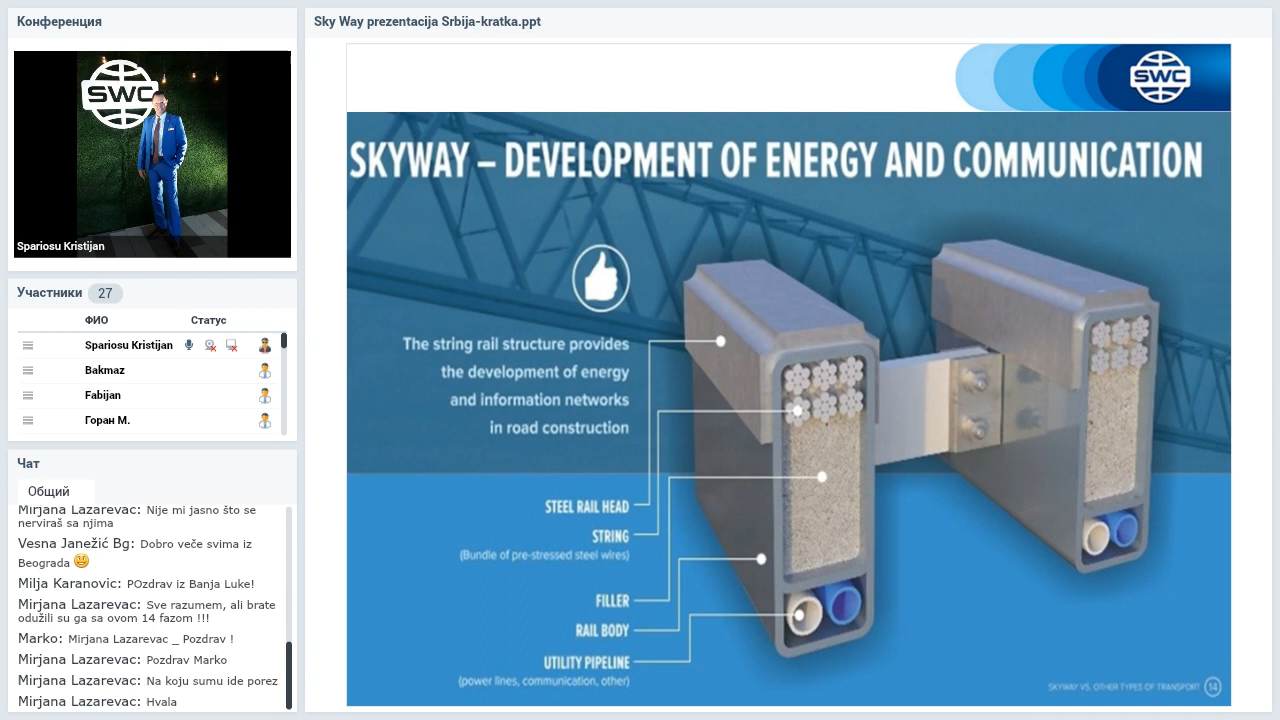 Конференция
SWC
Spariosu Kristijan
Участники 27
ФИО Статус
Spariosu Kristijan
Bakmaz
Fabijan
Горан М.
Чат
Общий
Mirjana Lazarevac: Nije mi jasno što se
nerviraš sa njima
Vesna Janežić Bg: Dobro veče svima iz
Beograda
Milja Karanovic: POzdrav iz Banja Luke!
Mirjana Lazarevac: Sve razumem, ali brate
odužili su ga sa ovom 14 fazom !!!
Marko: Mirjana Lazarevac _ Pozdrav !
Mirjana Lazarevac: Pozdrav Marko
Mirjana Lazarevac: Na koju sumu ide porez
Mirjana Lazarevac: Hvala
Sky Way prezentacija Srbija-kratka.ppt
SWC
SKYWAY – DEVELOPMENT OF ENERGY AND COMMUNICATION
The string rail structure provides
the development of energy
and information networks
in road construction
STEEL RAIL HEAD
STRING
(Bundle of pre-stressed steel wires)
FILLER
RAIL BODY
UTILITY PIPELINE
(power lines, communication, other)
SKYWAY VS. OTHER TYPES OF TRANSPORT 14